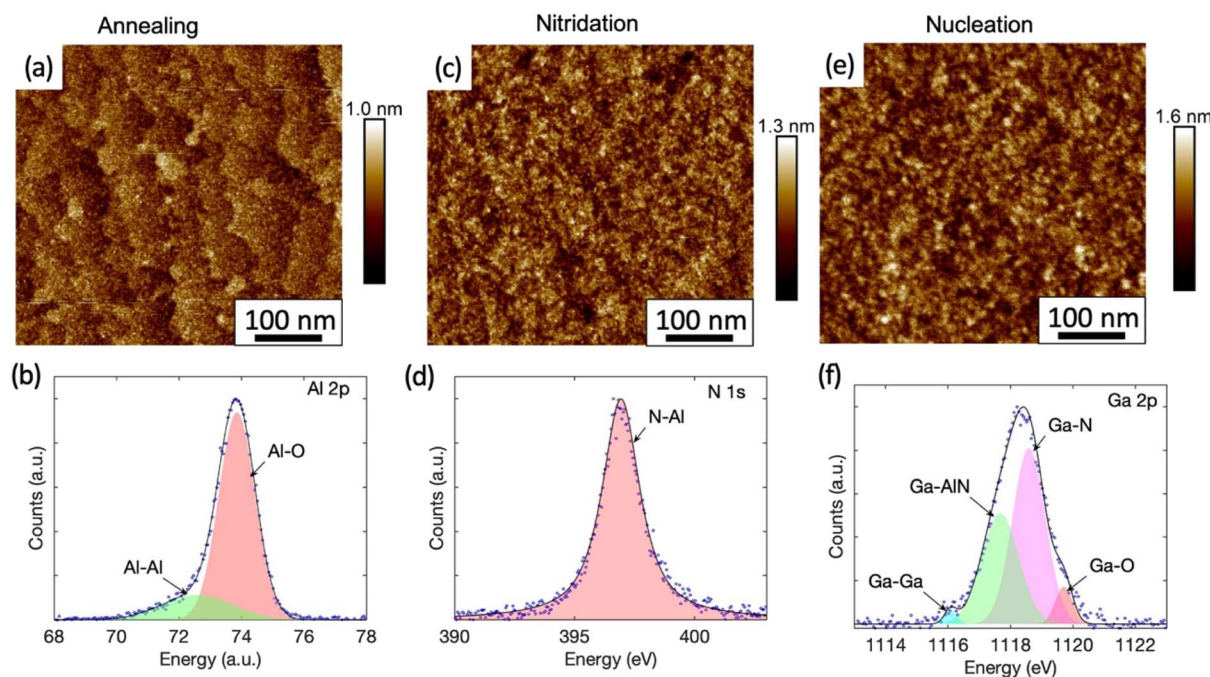 Annealing
Nitridation
Nucleation
(a)
1.0 nm
100 nm
(c)
1.3 nm
100 nm
(e)
1.6 nm
100 nm
(b)
Al 2p
Al-O
Al-Al
Counts (a.u.)
68 70 72 74 76 78
Energy (a.u.)
(d)
N 1s
N-Al
Counts (a.u.)
390 395 400
Energy (eV)
(f)
Ga 2p
Ga-N
Ga-AlN
Ga-Ga
Ga-O
Counts (a.u.)
1114 1116 1118 1120 1122
Energy (eV)